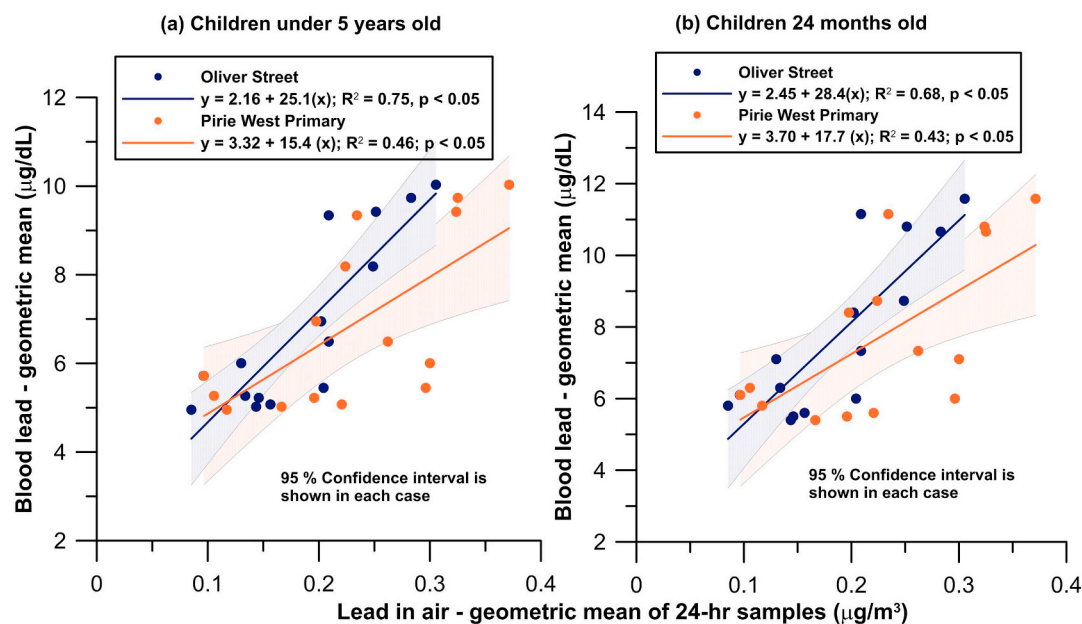 (a) Children under 5 years old
Oliver Street
y = 2.16 + 25.1(x); R² = 0.75, p < 0.05
Pirie West Primary
y = 3.32 + 15.4 (x); R² = 0.46; p < 0.05
Blood lead - geometric mean (μg/dL)
12
10
8
6
4
2
95 % Confidence interval is
shown in each case
0
0.1
0.2
0.3
0.4
(b) Children 24 months old
Oliver Street
y = 2.45 + 28.4(x); R² = 0.68, p < 0.05
Pirie West Primary
y = 3.70 + 17.7 (x); R² = 0.43; p < 0.05
Blood lead - geometric mean (μg/dL)
14
12
10
8
6
4
2
95 % Confidence interval is
shown in each case
0
0.1
0.2
0.3
0.4
Lead in air - geometric mean of 24-hr samples (μg/m³)